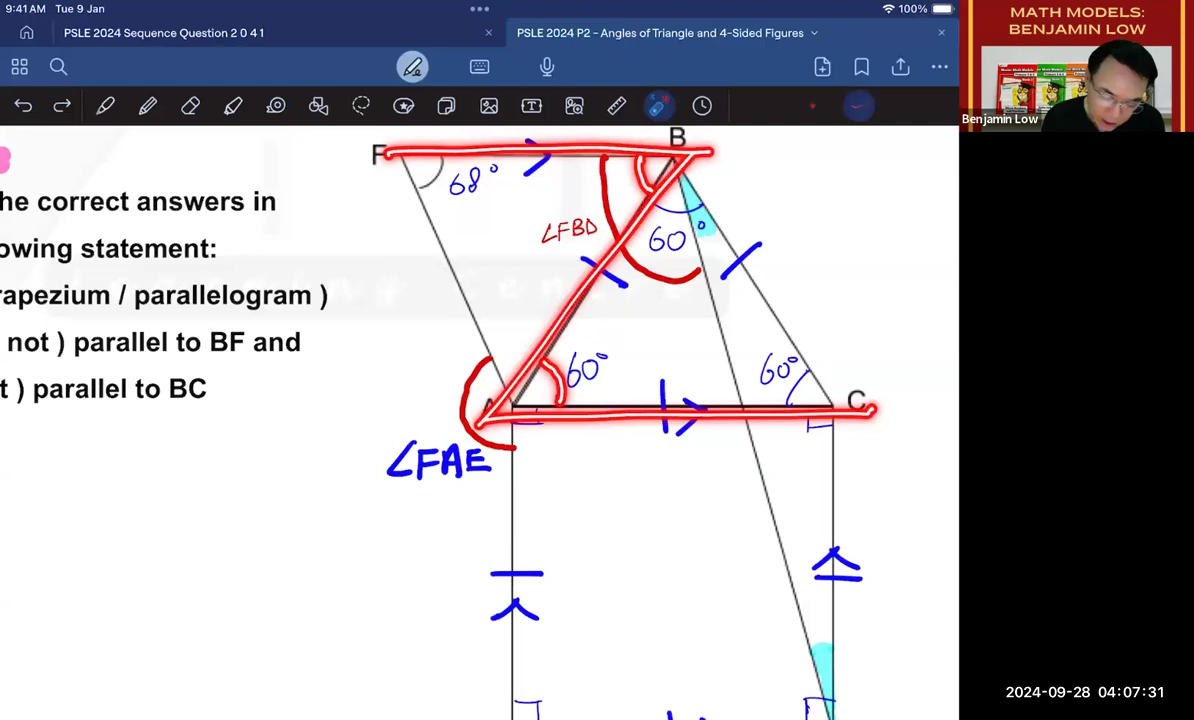 9:41 AM Tue 9 Jan
100%
PSLE 2024 Sequence Question 2 0 4 1
PSLE 2024 P2 - Angles of Triangle and 4-Sided Figures
MATH MODELS:
BENJAMIN LOW
Benjamin Low
F
B
68°
he correct answers in
∠FBD
60°
owing statement:
rapezium / parallelogram )
not ) parallel to BF and
60°
60°
t ) parallel to BC
A
C
∠FAE
2024-09-28 04:07:31